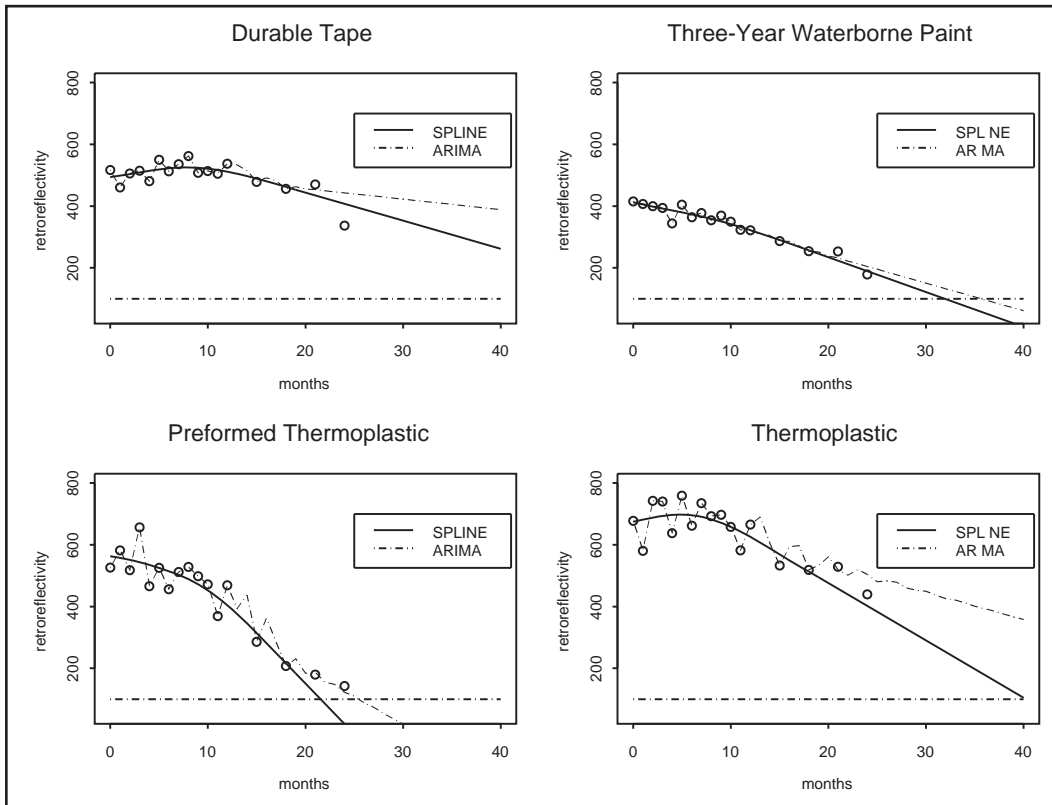 Durable Tape
retroreflectivity
800
600
400
200
SPLINE
ARIMA
0 10 20 30 40
months
Three-Year Waterborne Paint
retroreflectivity
800
600
400
200
SPL NE
AR MA
0 10 20 30 40
months
Preformed Thermoplastic
retroreflectivity
800
600
400
200
SPLINE
ARIMA
0 10 20 30 40
months
Thermoplastic
retroreflectivity
800
600
400
200
SPL NE
AR MA
0 10 20 30 40
months